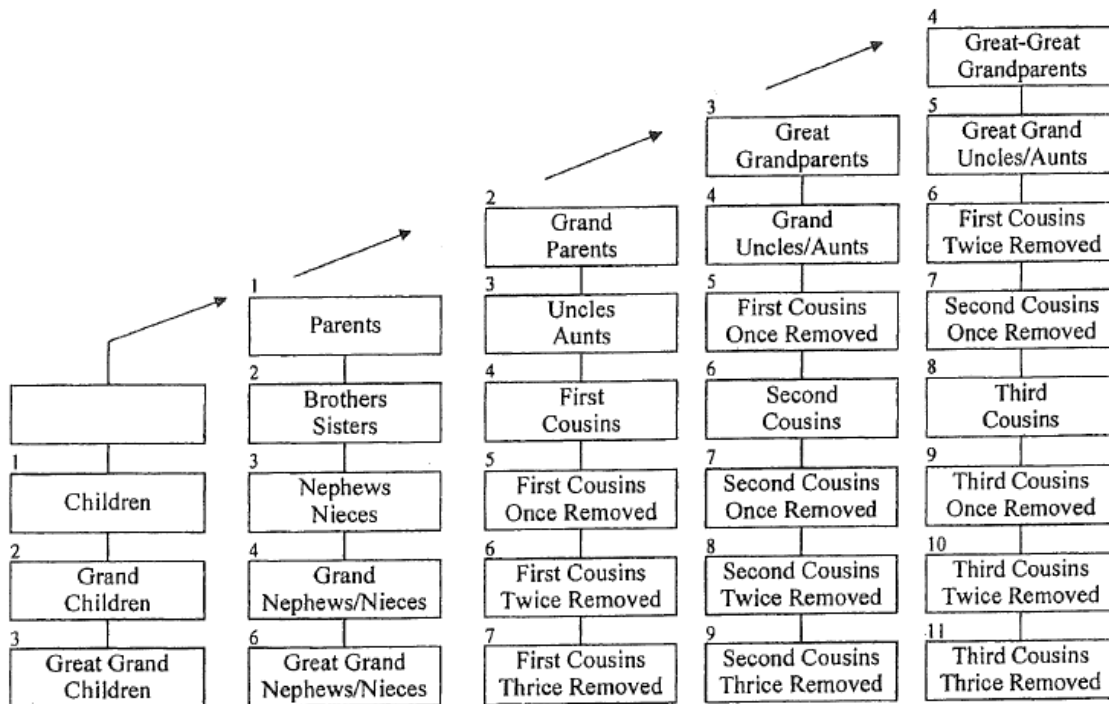 4
Great-Great
Grandparents
3
Great
Grandparents
5
Great Grand
Uncles/Aunts
2
Grand
Parents
4
Grand
Uncles/Aunts
6
First Cousins
Twice Removed
1
Parents
3
Uncles
Aunts
5
First Cousins
Once Removed
7
Second Cousins
Once Removed
2
Brothers
Sisters
4
First
Cousins
6
Second
Cousins
8
Third
Cousins
1
Children
3
Nephews
Nieces
5
First Cousins
Once Removed
7
Second Cousins
Once Removed
9
Third Cousins
Once Removed
2
Grand
Children
4
Grand
Nephews/Nieces
6
First Cousins
Twice Removed
8
Second Cousins
Twice Removed
10
Third Cousins
Twice Removed
3
Great Grand
Children
6
Great Grand
Nephews/Nieces
7
First Cousins
Thrice Removed
9
Second Cousins
Thrice Removed
11
Third Cousins
Thrice Removed